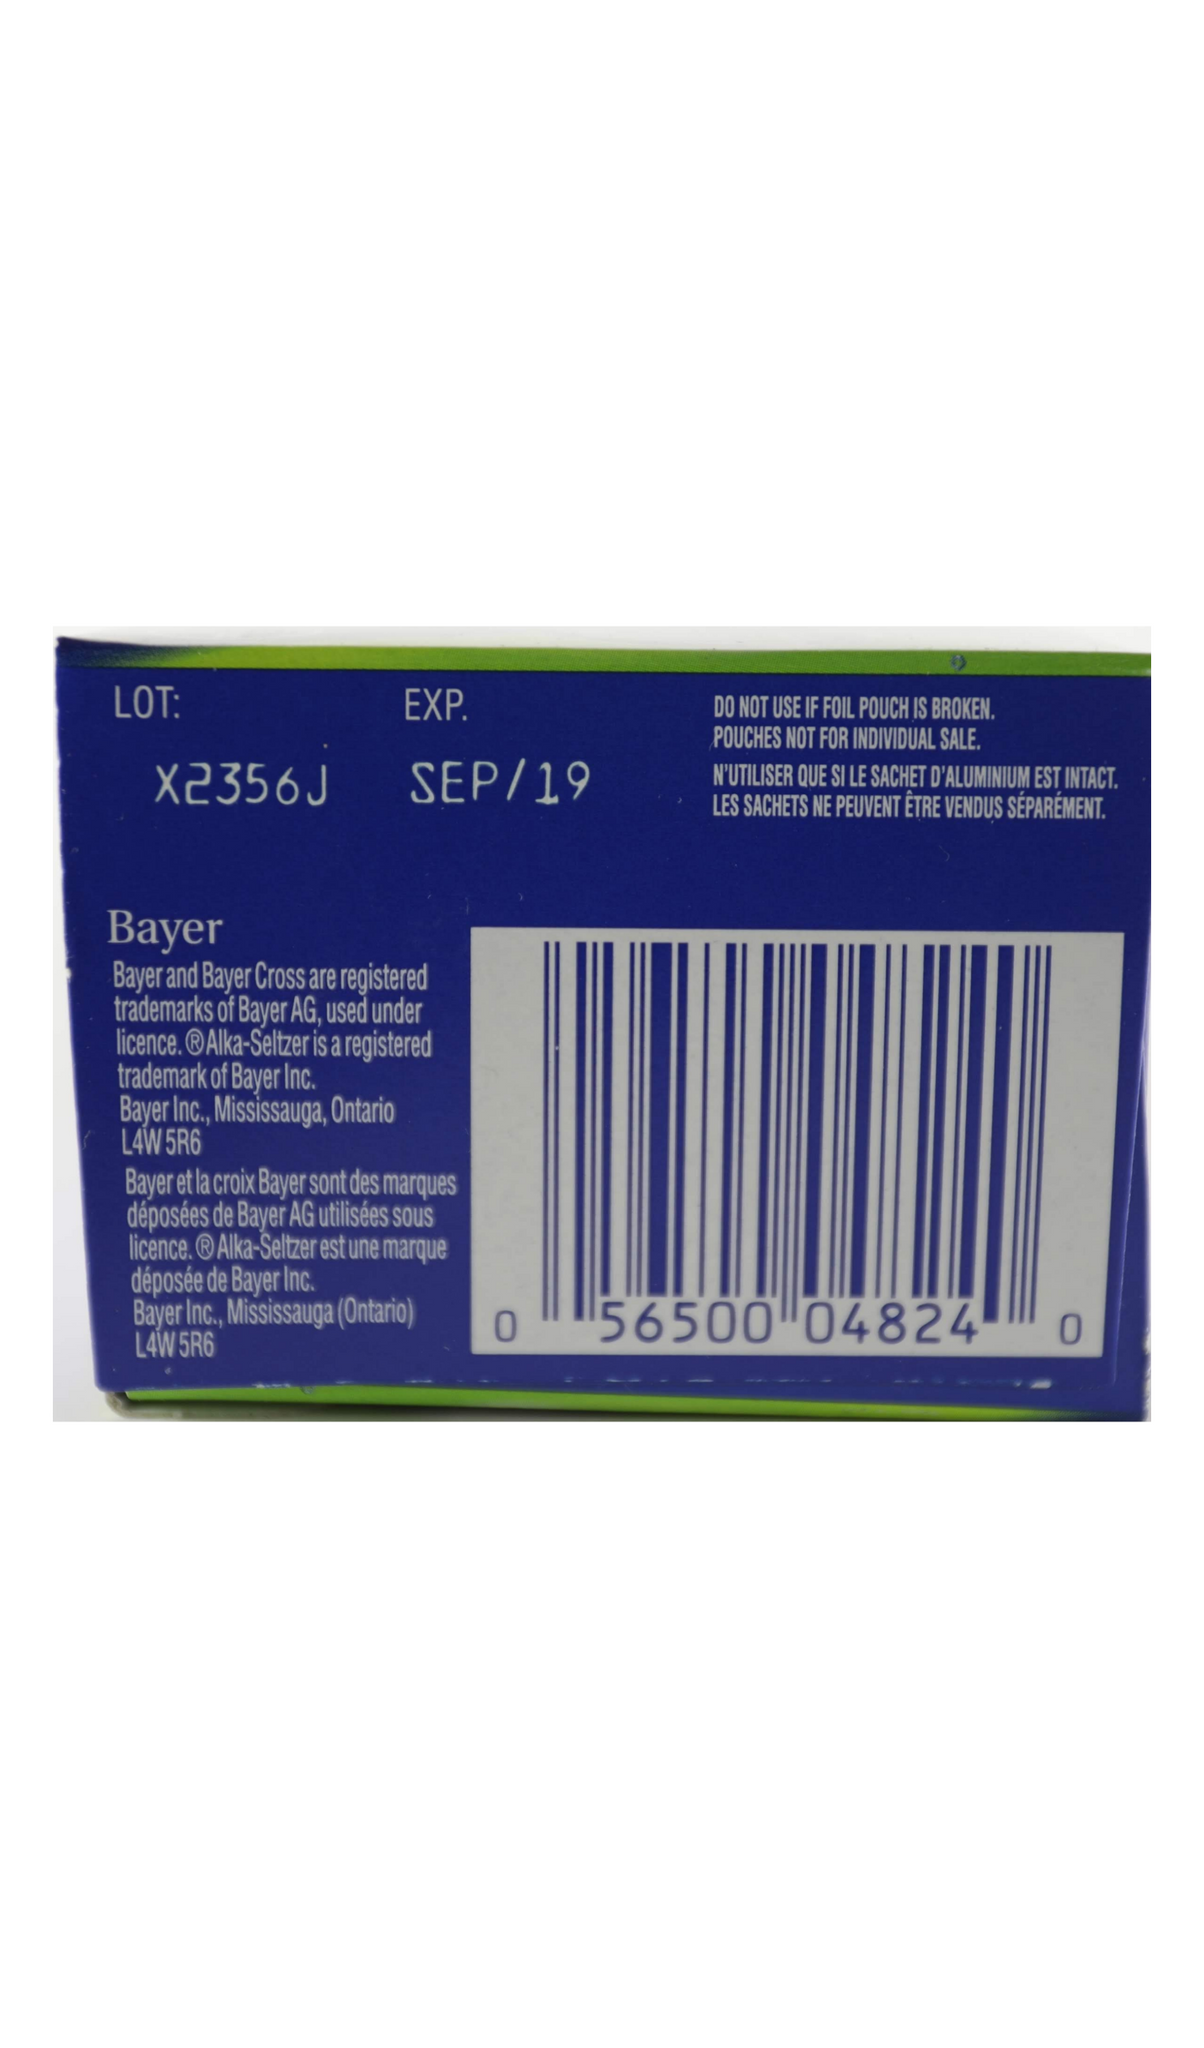 LOT:
EXP.
X2356J
SEP/19
DO NOT USE IF FOIL POUCH IS BROKEN.
POUCHES NOT FOR INDIVIDUAL SALE.
N'UTILISER QUE SI LE SACHET D'ALUMINIUM EST INTACT.
LES SACHETS NE PEUVENT ÊTRE VENDUS SÉPARÉMENT.
Bayer
Bayer and Bayer Cross are registered
trademarks of Bayer AG, used under
licence. ®Alka-Seltzer is a registered
trademark of Bayer Inc.
Bayer Inc., Mississauga, Ontario
L4W 5R6
Bayer et la croix Bayer sont des marques
déposées de Bayer AG utilisées sous
licence. ®Alka-Seltzer est une marque
déposée de Bayer Inc.
Bayer Inc., Mississauga (Ontario)
L4W 5R6
0 56500 04824 0